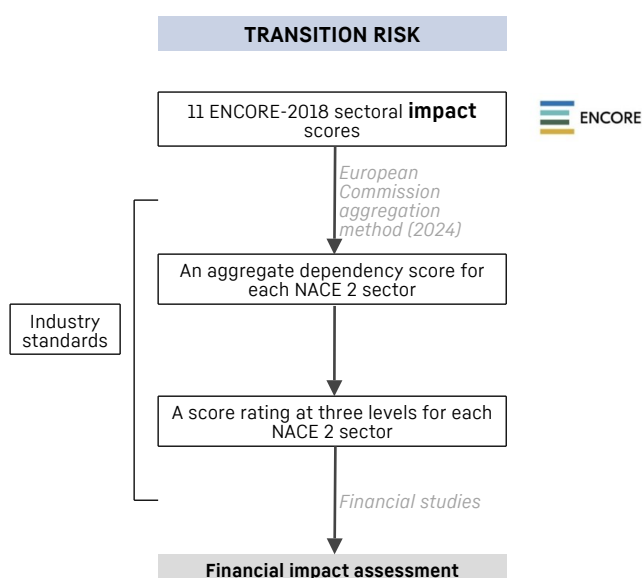 TRANSITION RISK
11 ENCORE-2018 sectoral impact
scores
ENCORE
European
Commission
aggregation
method (2024)
An aggregate dependency score for
each NACE 2 sector
Industry
standards
A score rating at three levels for each
NACE 2 sector
Financial studies
Financial impact assessment